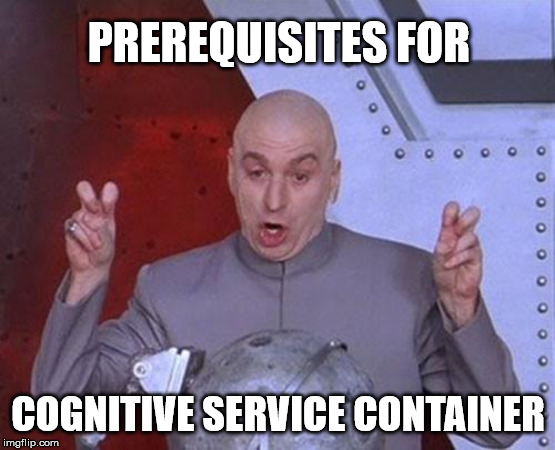 PREREQUISITES FOR
COGNITIVE SERVICE CONTAINER
imgflip.com